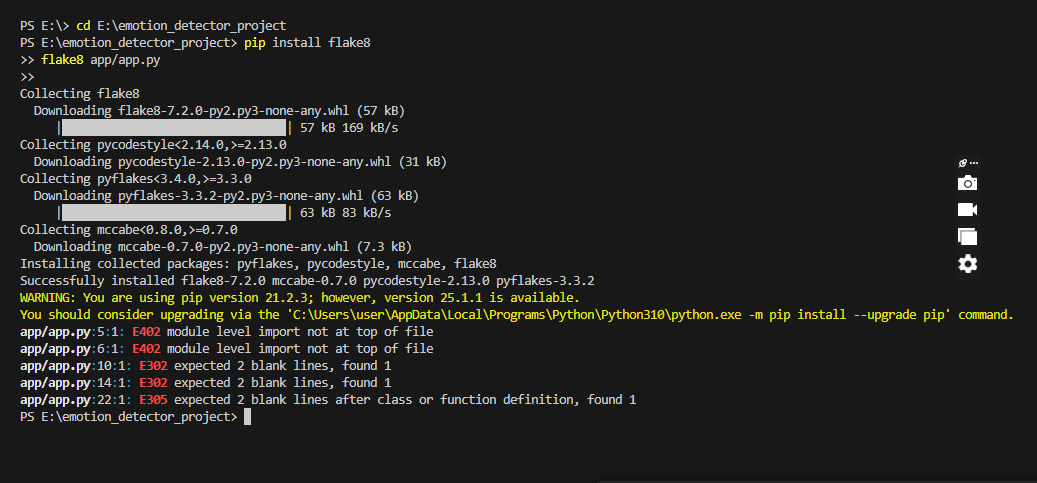 PS E:\> cd E:\emotion_detector_project
PS E:\emotion_detector_project> pip install flake8
>> flake8 app/app.py
>>
Collecting flake8
  Downloading flake8-7.2.0-py2.py3-none-any.whl (57 kB)
     |████████████████████████████████| 57 kB 169 kB/s
Collecting pycodestyle<2.14.0,>=2.13.0
  Downloading pycodestyle-2.13.0-py2.py3-none-any.whl (31 kB)
Collecting pyflakes<3.4.0,>=3.3.0
  Downloading pyflakes-3.3.2-py2.py3-none-any.whl (63 kB)
     |████████████████████████████████| 63 kB 83 kB/s
Collecting mccabe<0.8.0,>=0.7.0
  Downloading mccabe-0.7.0-py2.py3-none-any.whl (7.3 kB)
Installing collected packages: pyflakes, pycodestyle, mccabe, flake8
Successfully installed flake8-7.2.0 mccabe-0.7.0 pycodestyle-2.13.0 pyflakes-3.3.2
WARNING: You are using pip version 21.2.3; however, version 25.1.1 is available.
You should consider upgrading via the 'C:\Users\user\AppData\Local\Programs\Python\Python310\python.exe -m pip install --upgrade pip' command.
app/app.py:5:1: E402 module level import not at top of file
app/app.py:6:1: E402 module level import not at top of file
app/app.py:10:1: E302 expected 2 blank lines, found 1
app/app.py:14:1: E302 expected 2 blank lines, found 1
app/app.py:22:1: E305 expected 2 blank lines after class or function definition, found 1
PS E:\emotion_detector_project>